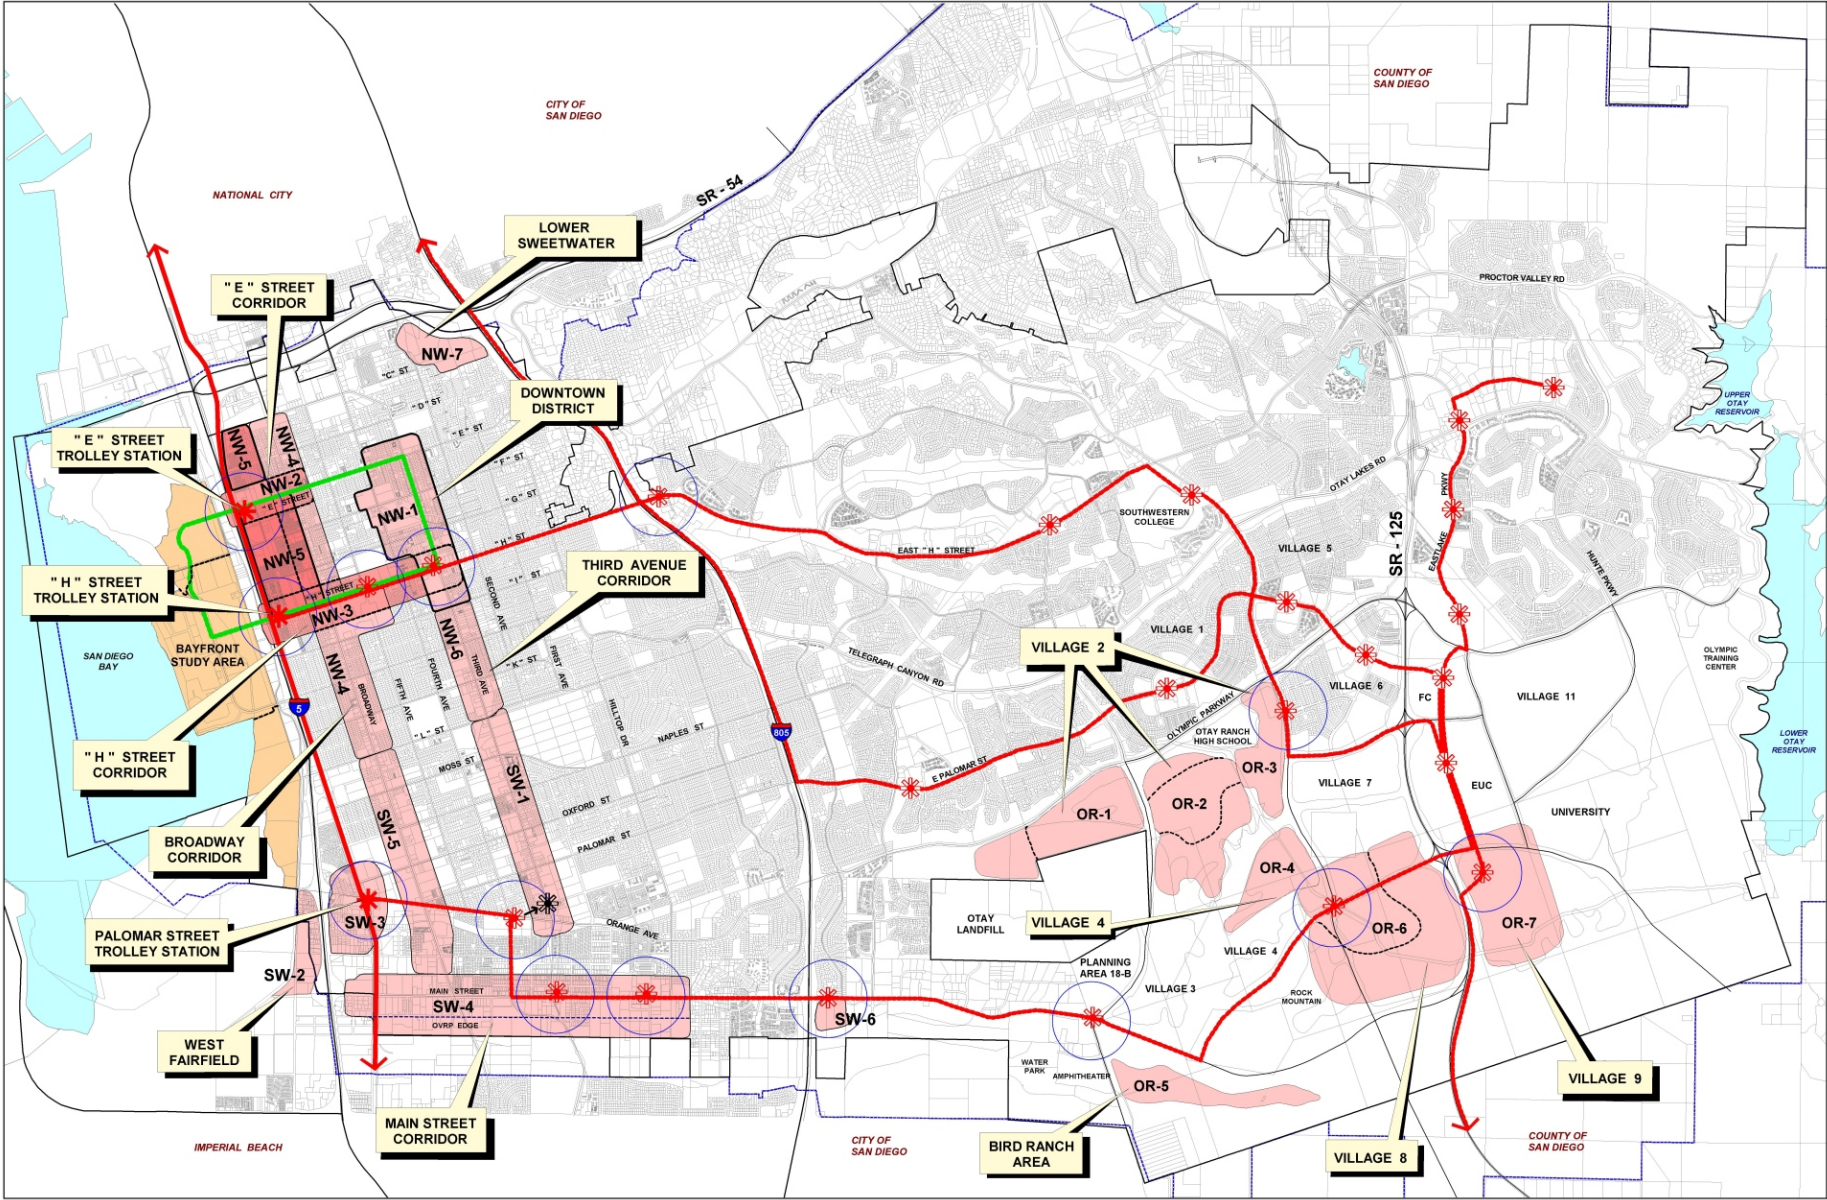 COUNTY OF
SAN DIEGO
CITY OF
SAN DIEGO
NATIONAL CITY
SR - 54
LOWER
SWEETWATER
" E " STREET
CORRIDOR
PROCTOR VALLEY RD
NW-7
"C" ST
"D" ST
DOWNTOWN
DISTRICT
UPPER
OTAY
RESERVOIR
" E " STREET
TROLLEY STATION
NW-5
NW-4
"E" ST
"F" ST
NW-2
"E" STREET
"G" ST
NW-1
OTAY LAKES RD
EASTLAKE PKWY
SOUTHWESTERN
COLLEGE
SR - 125
"H" ST
EAST "H" STREET
VILLAGE 5
HUNTE PKWY
NW-5
" H " STREET
TROLLEY STATION
"H" STREET
NW-3
"I" ST
THIRD AVENUE
CORRIDOR
SECOND AVE
NW-6
VILLAGE 1
VILLAGE 2
BAYFRONT
STUDY AREA
SAN DIEGO
BAY
NW-4
BROADWAY
FIFTH AVE
FOURTH AVE
THIRD AVE
"K" ST
FIRST AVE
TELEGRAPH CANYON RD
OLYMPIC
TRAINING
CENTER
VILLAGE 6
FC
VILLAGE 11
HILLTOP DR
5
805
"L" ST
NAPLES ST
OLYMPIC PARKWAY
OTAY RANCH
HIGH SCHOOL
LOWER
OTAY
RESERVOIR
" H " STREET
CORRIDOR
MOSS ST
E PALOMAR ST
OR-3
VILLAGE 7
EUC
SW-1
OXFORD ST
OR-1
OR-2
UNIVERSITY
BROADWAY
CORRIDOR
SW-5
PALOMAR ST
OR-4
SW-3
ORANGE AVE
OTAY
LANDFILL
VILLAGE 4
OR-6
OR-7
PALOMAR STREET
TROLLEY STATION
VILLAGE 4
SW-2
PLANNING
AREA 18-B
VILLAGE 3
ROCK
MOUNTAIN
MAIN STREET
SW-4
OVRP EDGE
SW-6
WEST
FAIRFIELD
WATER
PARK
AMPHITHEATER
OR-5
VILLAGE 9
MAIN STREET
CORRIDOR
IMPERIAL BEACH
CITY OF
SAN DIEGO
BIRD RANCH
AREA
VILLAGE 8
COUNTY OF
SAN DIEGO